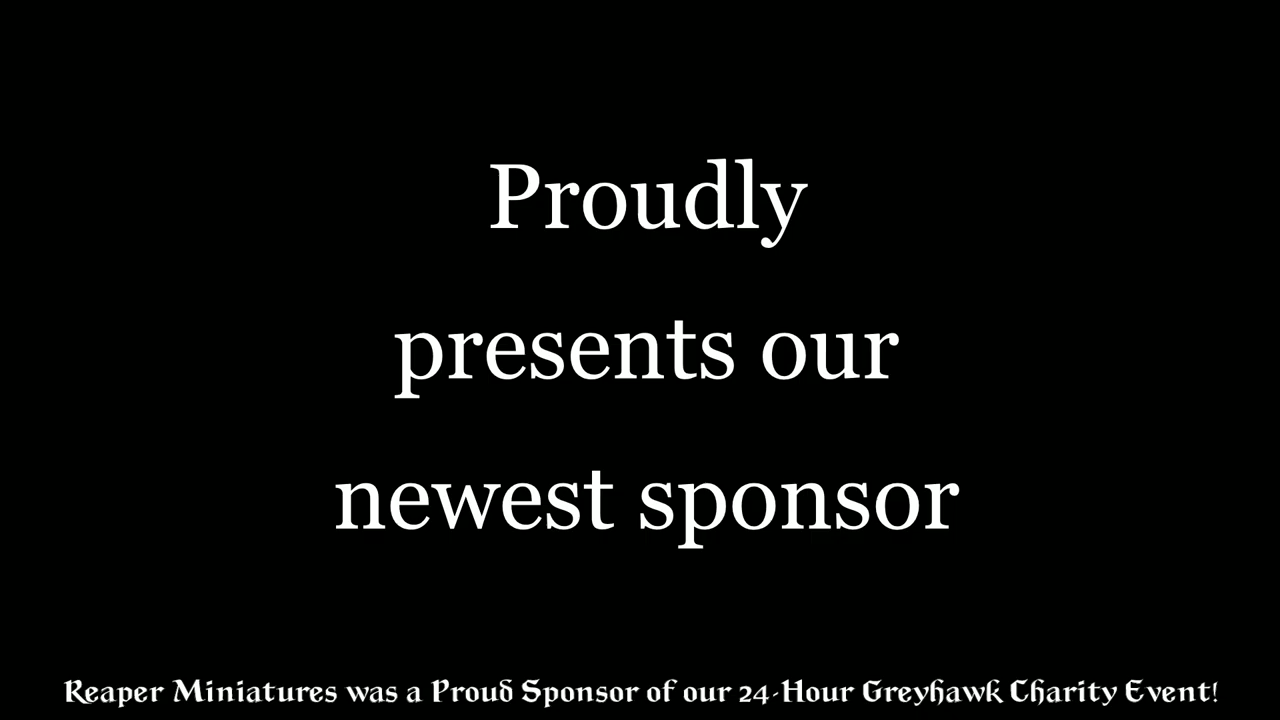 Proudly
presents our
newest sponsor
Reaper Miniatures was a Proud Sponsor of our 24-Hour Greyhawk Charity Event!